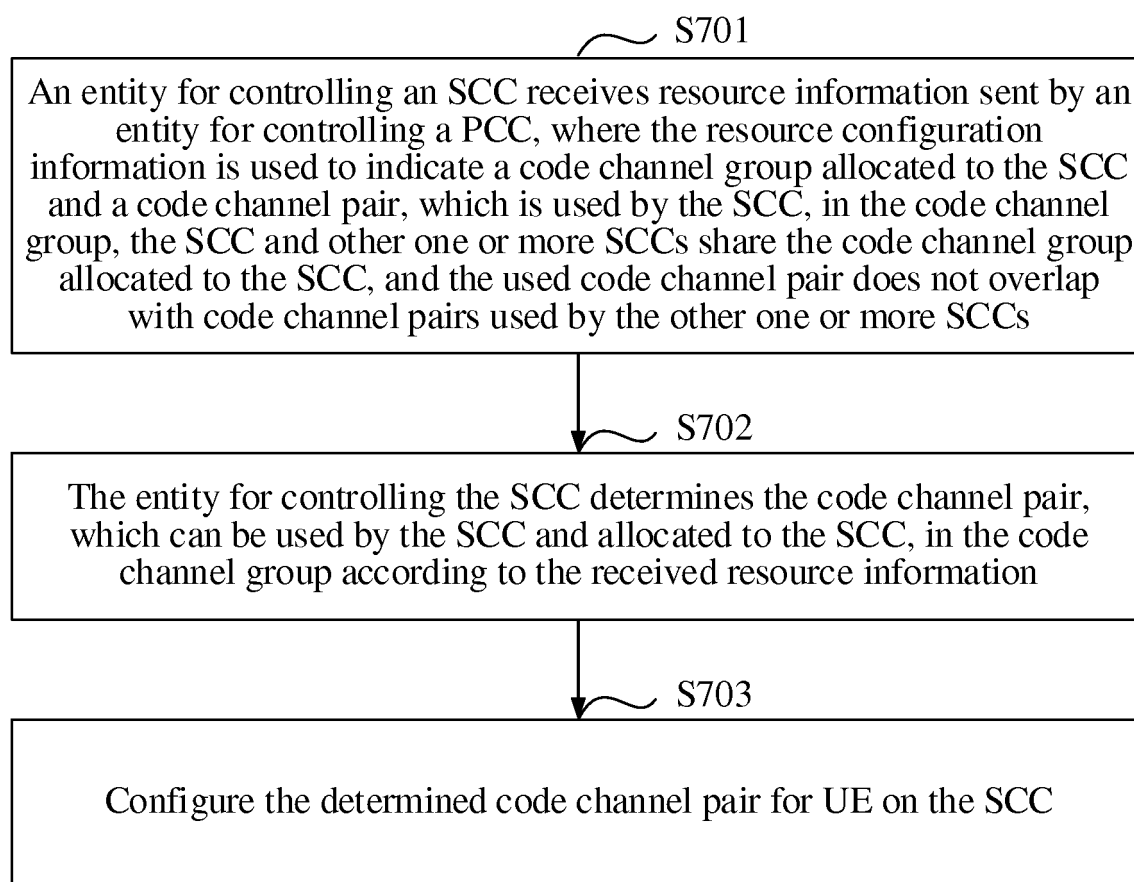 S701
An entity for controlling an SCC receives resource information sent by an
entity for controlling a PCC, where the resource configuration
information is used to indicate a code channel group allocated to the SCC
and a code channel pair, which is used by the SCC, in the code channel
group, the SCC and other one or more SCCs share the code channel group
allocated to the SCC, and the used code channel pair does not overlap
with code channel pairs used by the other one or more SCCs
S702
The entity for controlling the SCC determines the code channel pair,
which can be used by the SCC and allocated to the SCC, in the code
channel group according to the received resource information
S703
Configure the determined code channel pair for UE on the SCC